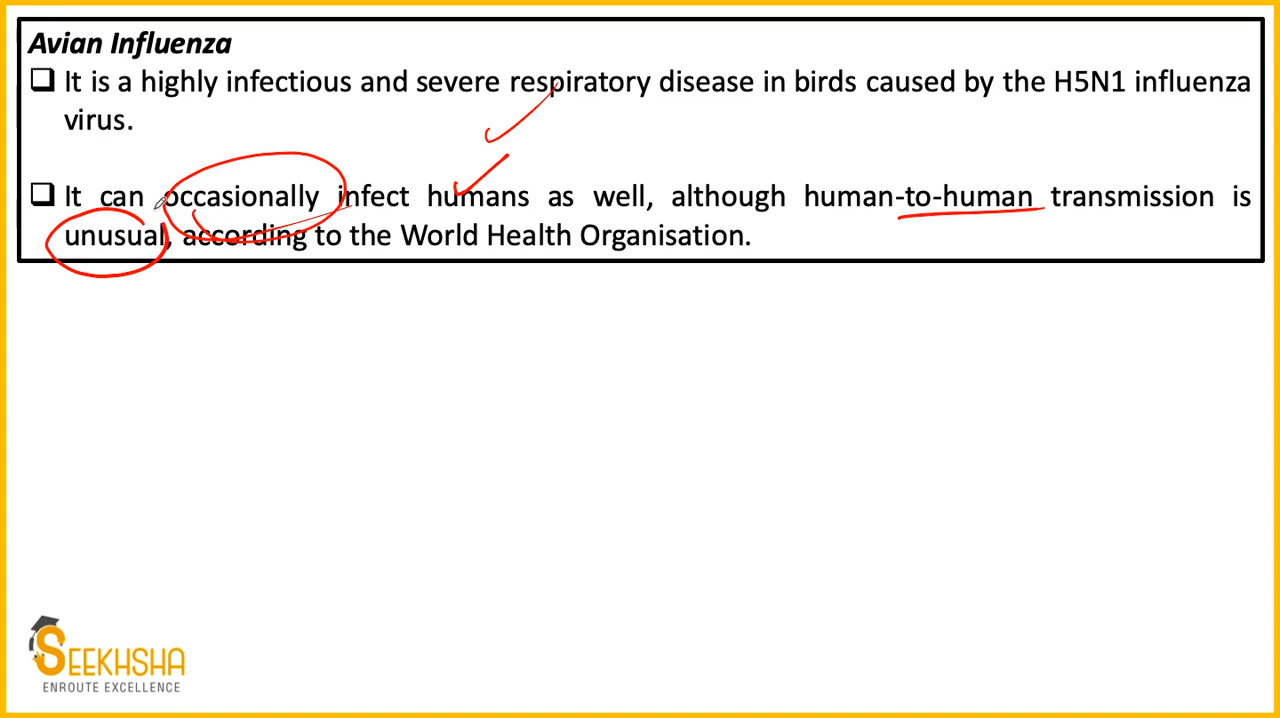 Avian Influenza
❑ It is a highly infectious and severe respiratory disease in birds caused by the H5N1 influenza
virus.
❑ It can occasionally infect humans as well, although human-to-human transmission is
unusual, according to the World Health Organisation.
SEEKHSHA
ENROUTE EXCELLENCE